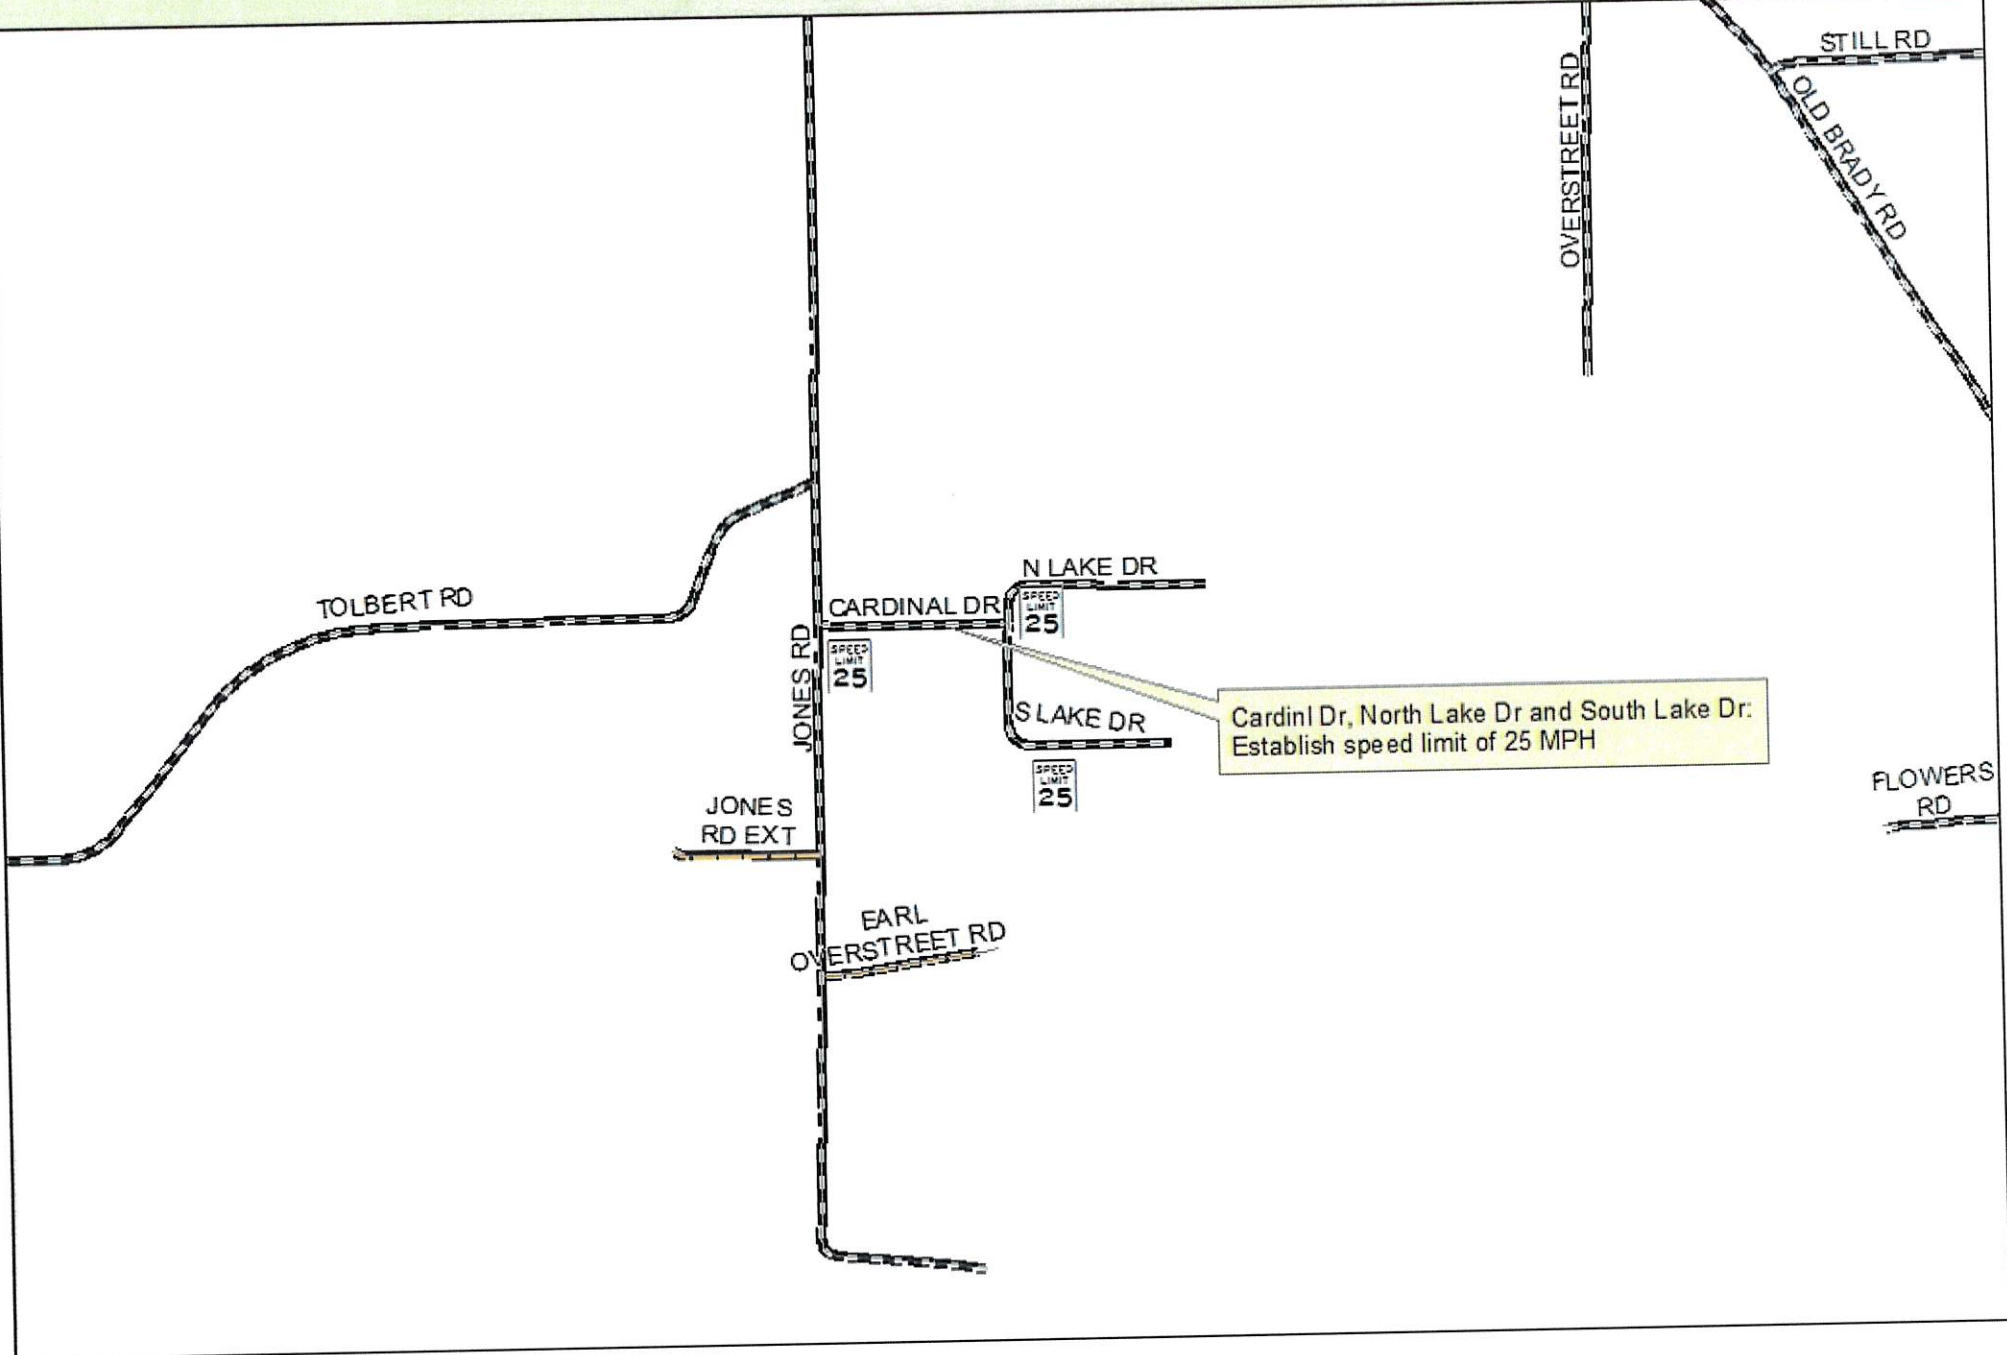 STILL RD
OVERSTREET RD
OLD BRADY RD
N LAKE DR
TOLBERT RD
CARDINAL DR
SPEED
LIMIT
25
JONES RD
SPEED
LIMIT
25
Cardinl Dr, North Lake Dr and South Lake Dr:
Establish speed limit of 25 MPH
S LAKE DR
SPEED
LIMIT
25
FLOWERS
RD
JONES
RD EXT
EARL
OVERSTREET RD